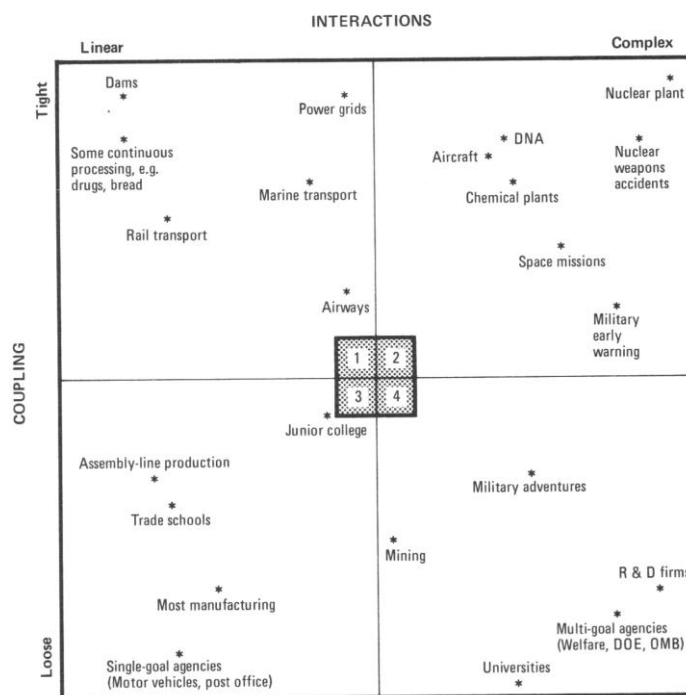 INTERACTIONS
Linear
Complex
Tight
COUPLING
Loose
Dams
Power grids
Nuclear plant
Some continuous
processing, e.g.
drugs, bread
DNA
Aircraft
Nuclear
weapons
accidents
Marine transport
Chemical plants
Rail transport
Space missions
Airways
Military
early
warning
1 2
3 4
Junior college
Assembly-line production
Military adventures
Trade schools
Mining
R & D firms
Most manufacturing
Multi-goal agencies
(Welfare, DOE, OMB)
Single-goal agencies
(Motor vehicles, post office)
Universities